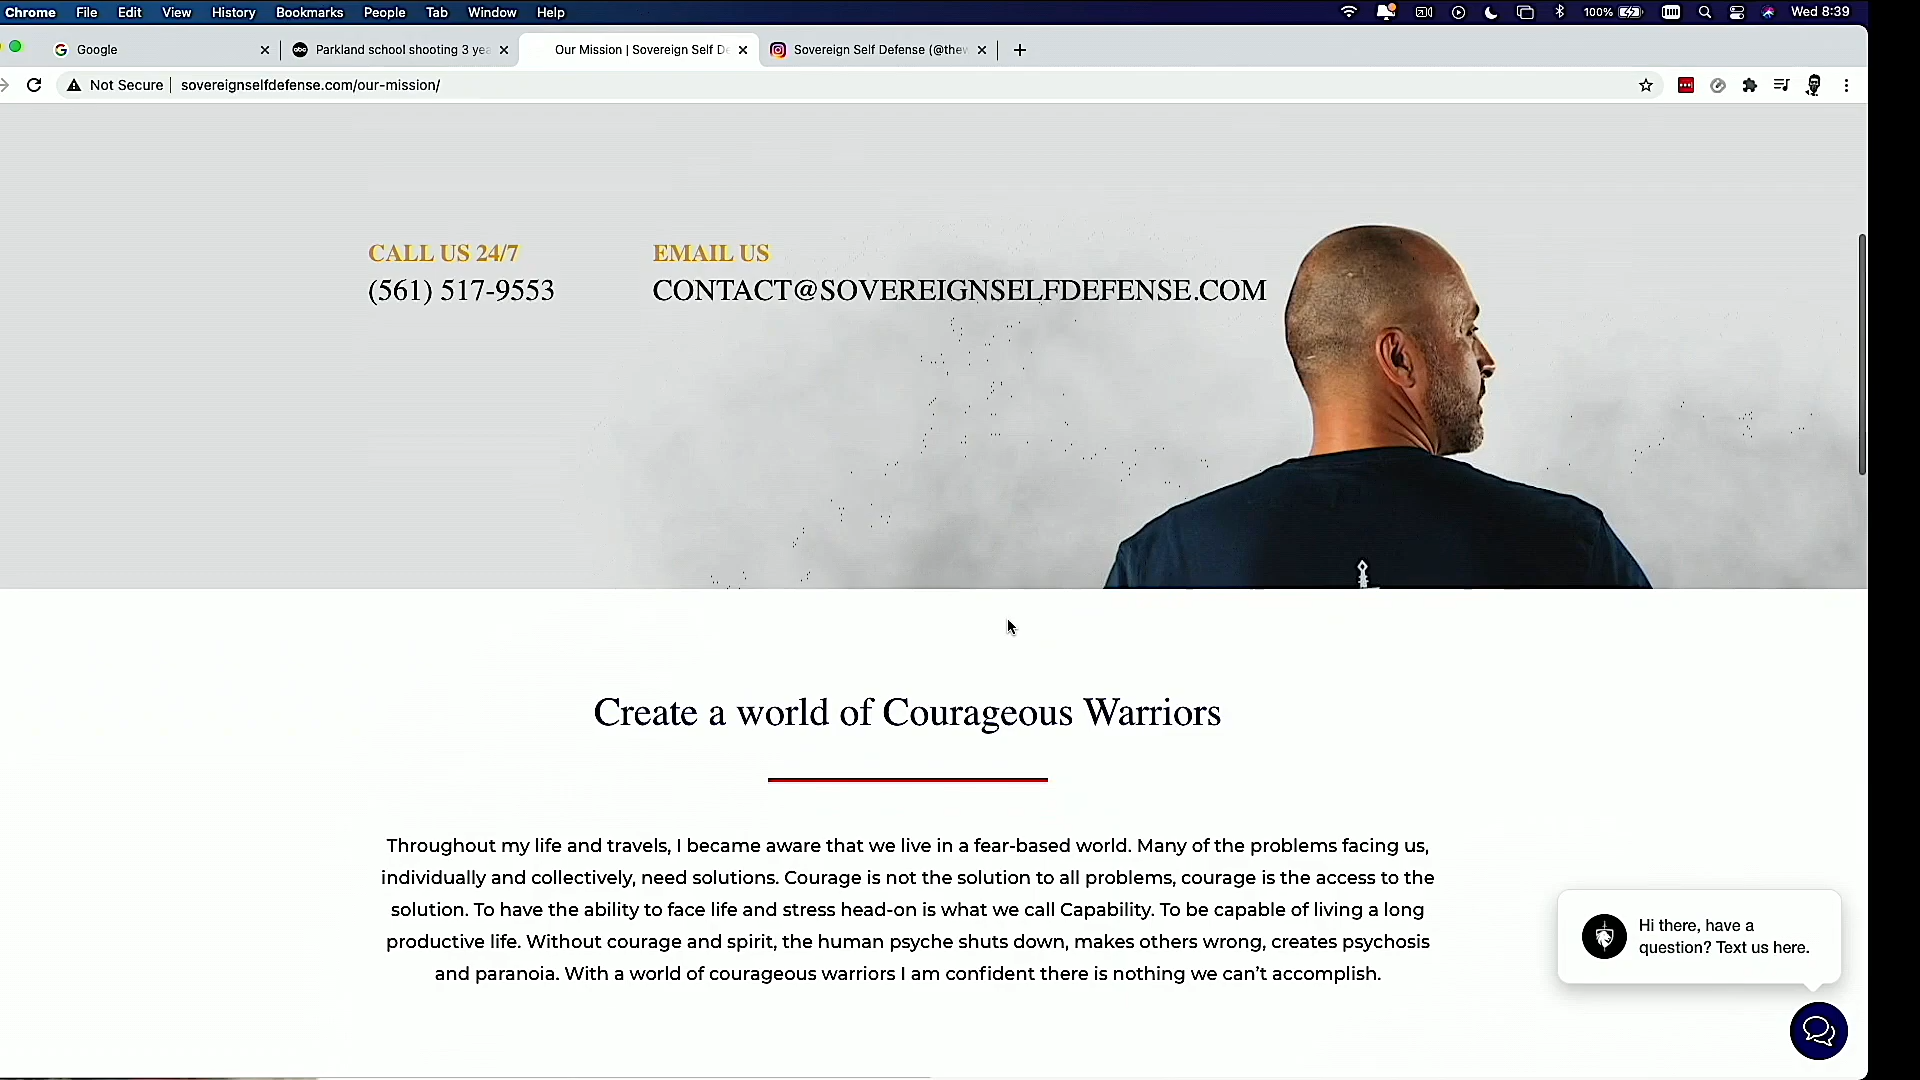 Chrome File Edit View History Bookmarks People Tab Window Help 100% Wed 8:39
Google Parkland school shooting 3 yea Our Mission | Sovereign Self De Sovereign Self Defense (@thew
Not Secure sovereignselfdefense.com/our-mission/
CALL US 24/7 EMAIL US
(561) 517-9553 CONTACT@SOVEREIGNSELFDEFENSE.COM
Create a world of Courageous Warriors
Throughout my life and travels, I became aware that we live in a fear-based world. Many of the problems facing us,
individually and collectively, need solutions. Courage is not the solution to all problems, courage is the access to the
solution. To have the ability to face life and stress head-on is what we call Capability. To be capable of living a long
productive life. Without courage and spirit, the human psyche shuts down, makes others wrong, creates psychosis
and paranoia. With a world of courageous warriors I am confident there is nothing we can’t accomplish.
Hi there, have a
question? Text us here.